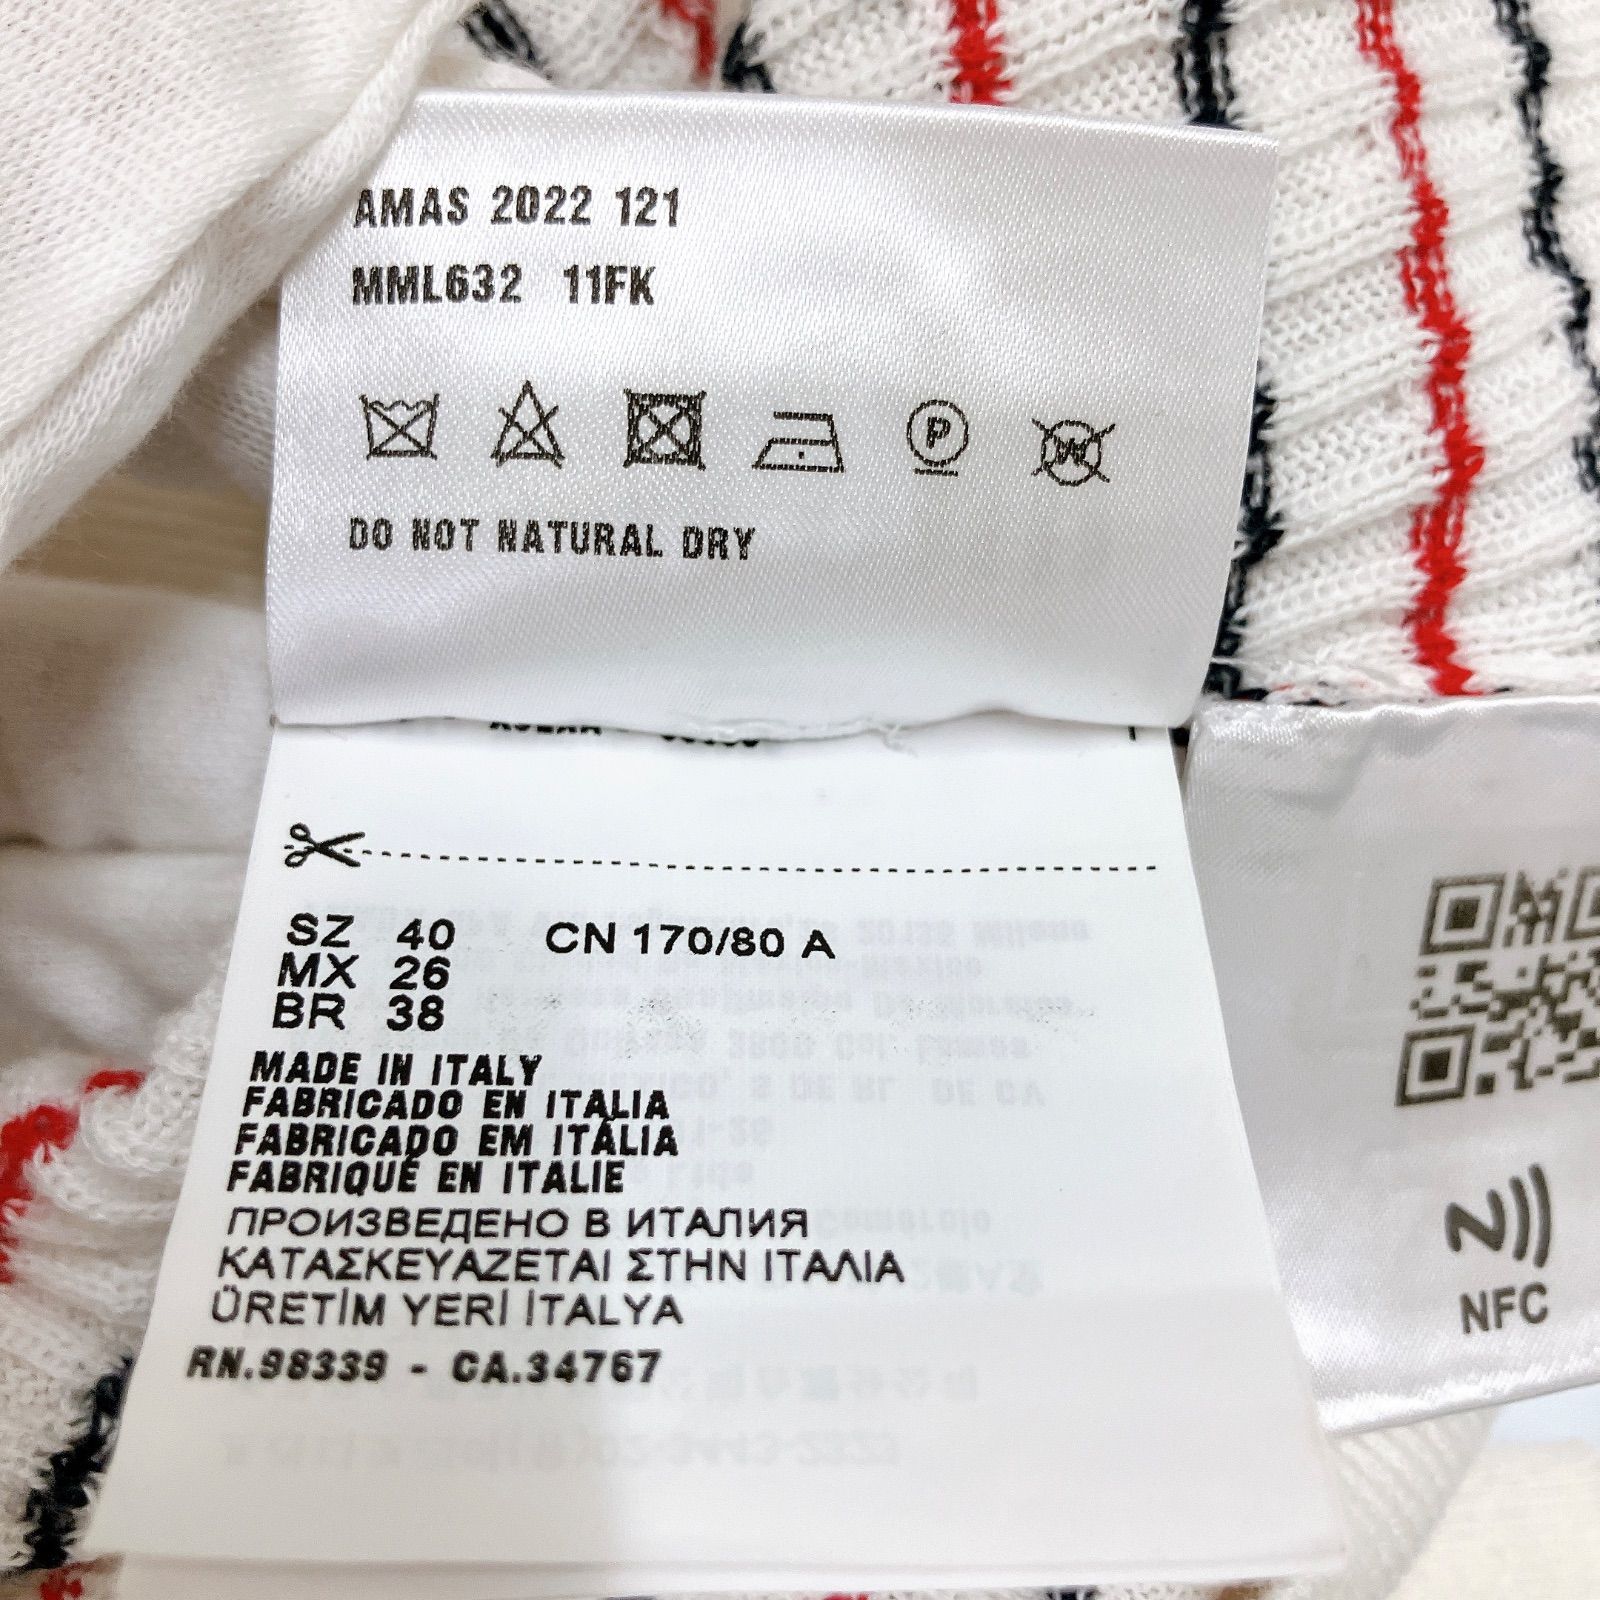 AMAS 2022 121
MML632 11FK
P
W
DO NOT NATURAL DRY
SZ 40 CN 170/80 A
MX 26
BR 38
MADE IN ITALY
FABRICADO EN ITALIA
FABRICADO EM ITÁLIA
FABRIQUÉ EN ITALIE
ПРОИЗВЕДЕНО В ИТАЛИЯ
ΚΑΤΑΣΚΕΥΑΖΕΤΑΙ ΣΤΗΝ ΙΤΑΛΙΑ
ÜRETİM YERİ İTALYA
RN.98339 - CA.34767
NFC